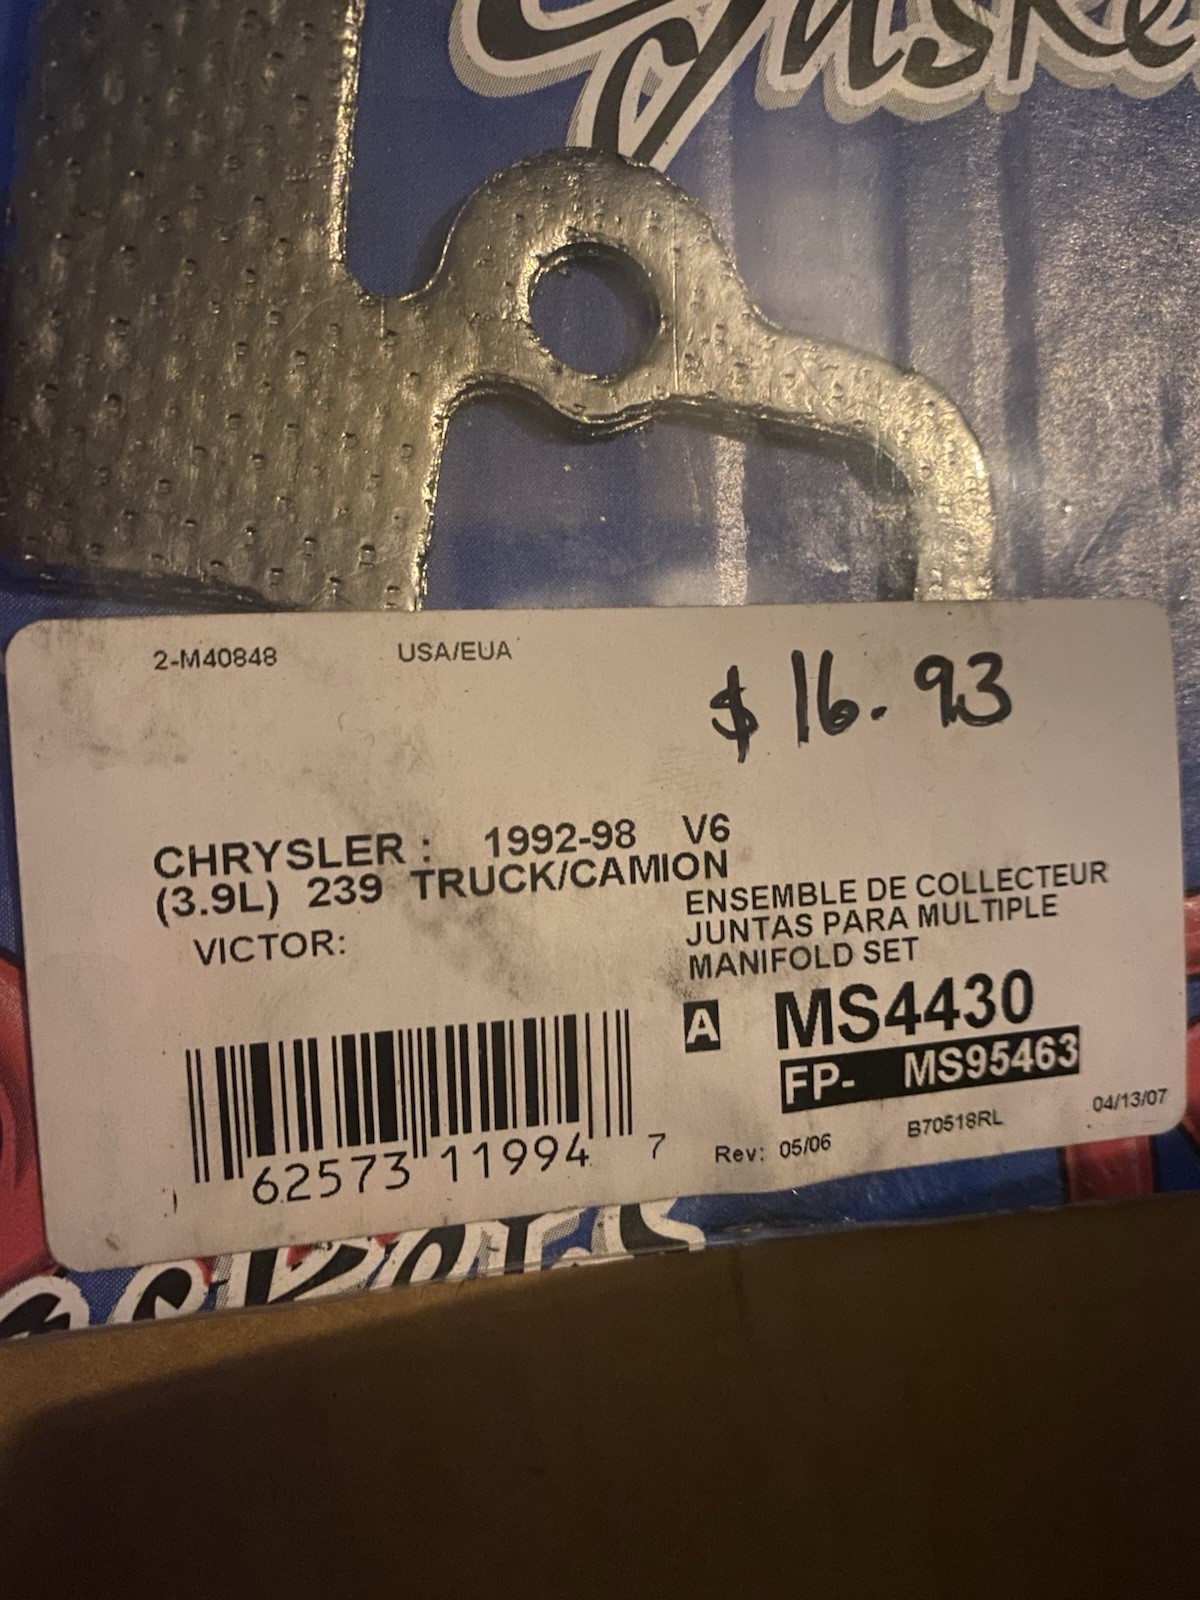 Gasket
2-M40848 USA/EUA
$ 16.93
CHRYSLER : 1992-98 V6
(3.9L) 239 TRUCK/CAMION
VICTOR:
ENSEMBLE DE COLLECTEUR
JUNTAS PARA MULTIPLE
MANIFOLD SET
A MS4430
FP- MS95463
62573 11994 7
Rev: 05/06 B70518RL 04/13/07